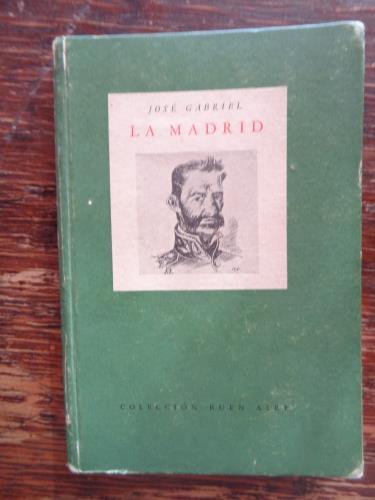 JOSÉ GABRIEL
LA MADRID
COLECCIÓN BUEN AIRE